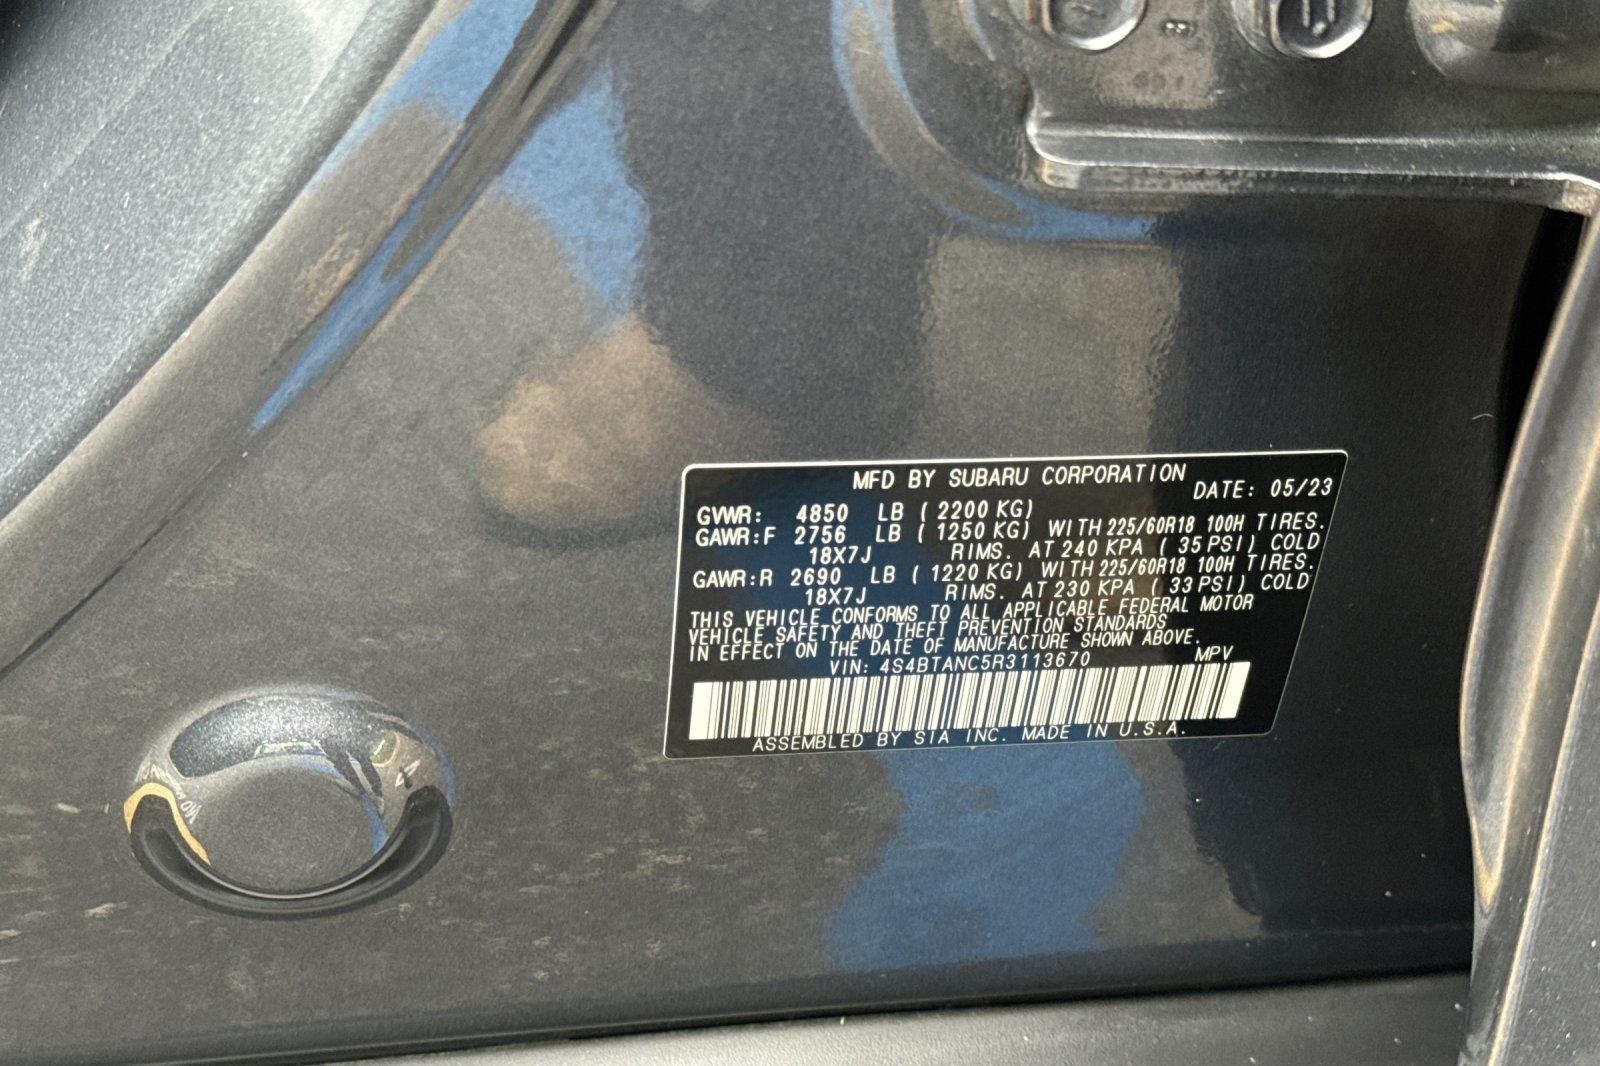 MFD BY SUBARU CORPORATION
DATE: 05/23
GVWR: 4850 LB ( 2200 KG)
GAWR:F 2756 LB ( 1250 KG) WITH 225/60R18 100H TIRES.
18X7J RIMS. AT 240 KPA ( 35 PSI) COLD
GAWR:R 2690 LB ( 1220 KG) WITH 225/60R18 100H TIRES.
18X7J RIMS. AT 230 KPA ( 33 PSI) COLD
THIS VEHICLE CONFORMS TO ALL APPLICABLE FEDERAL MOTOR
VEHICLE SAFETY AND THEFT PREVENTION STANDARDS
IN EFFECT ON THE DATE OF MANUFACTURE SHOWN ABOVE.
VIN: 4S4BTANC5R3113670 MPV
ASSEMBLED BY SIA INC. MADE IN U.S.A.